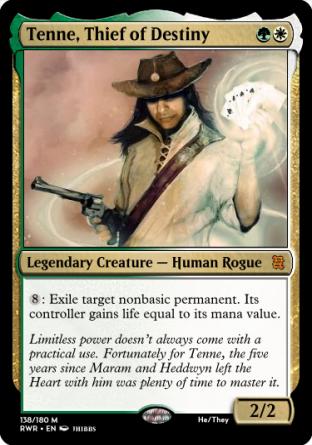 Tenne, Thief of Destiny
Legendary Creature — Human Rogue
8: Exile target nonbasic permanent. Its
controller gains life equal to its mana value.
Limitless power doesn't always come with a
practical use. Fortunately for Tenne, the five
years since Maram and Heddwyn left the
Heart with him was plenty of time to master it.
2/2
138/180 M
He/They
RWR • EN JHIBBS